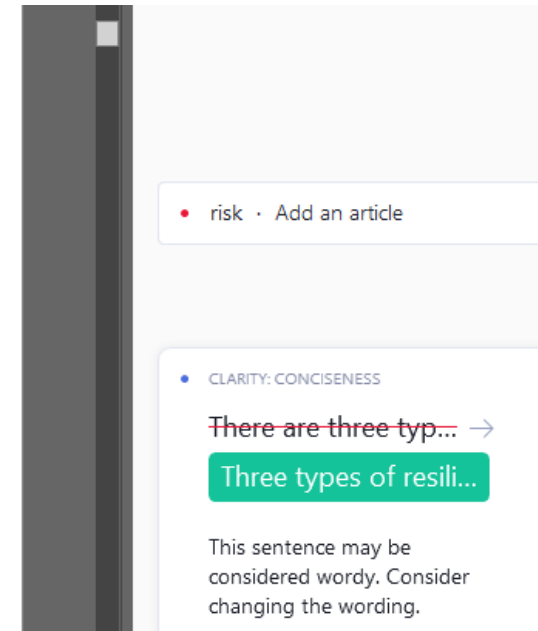 risk · Add an article
CLARITY: CONCISENESS
There are three typ... →
Three types of resili...
This sentence may be
considered wordy. Consider
changing the wording.